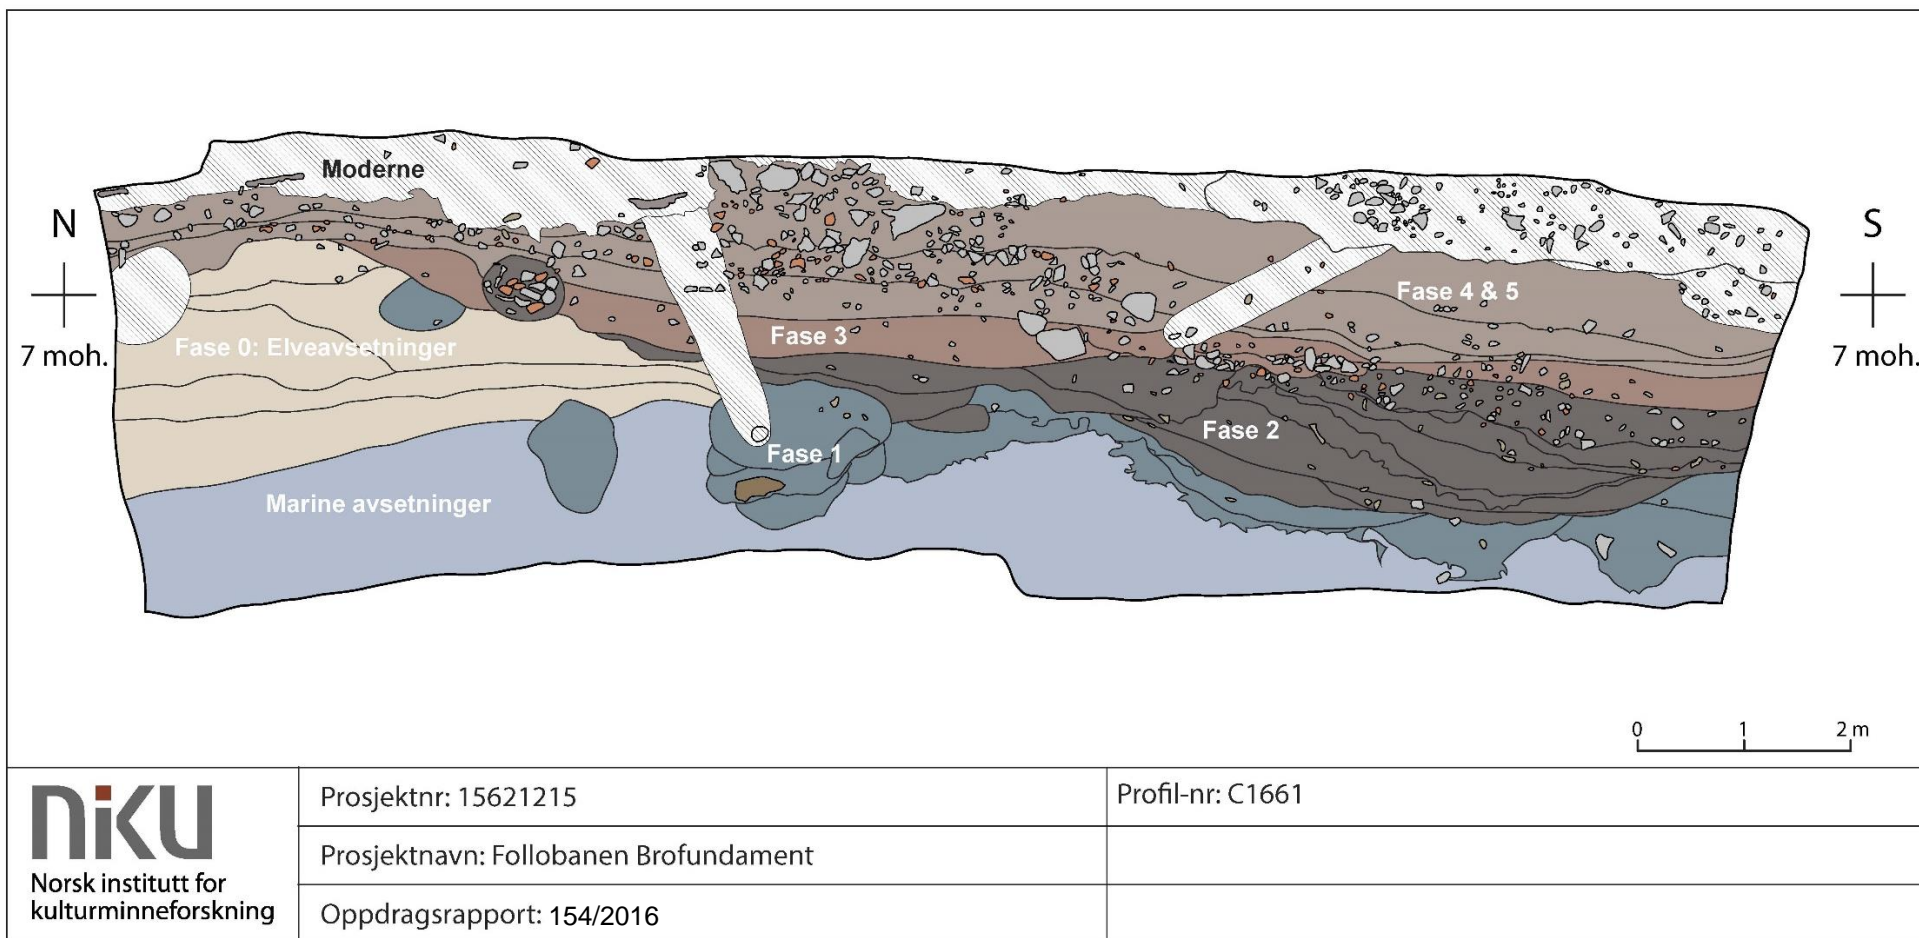 Moderne
N
S
Fase 4 & 5
Fase 3
Fase 0: Elveavsetninger
7 moh.
7 moh.
Fase 2
Fase 1
Marine avsetninger
0 1 2 m
niku
Norsk institutt for
kulturminneforskning
Prosjektnr: 15621215
Profil-nr: C1661
Prosjektnavn: Follobanen Brofundament
Oppdragsrapport: 154/2016